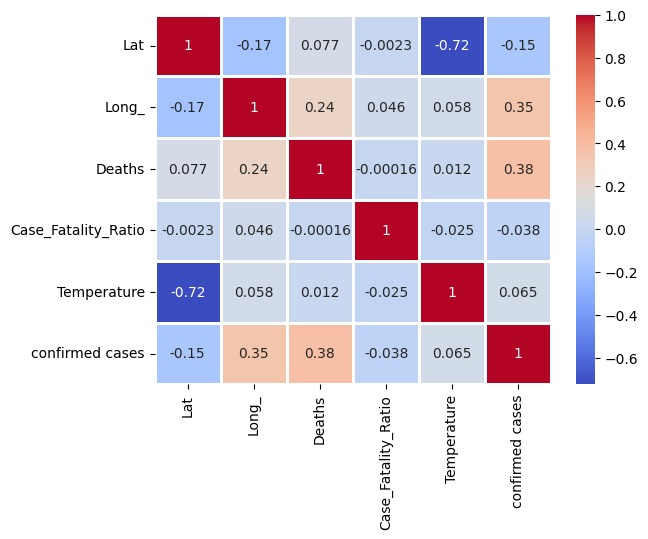 Lat 1 -0.17 0.077 -0.0023 -0.72 -0.15
Long_ -0.17 1 0.24 0.046 0.058 0.35
Deaths 0.077 0.24 1 -0.00016 0.012 0.38
Case_Fatality_Ratio -0.0023 0.046 -0.00016 1 -0.025 -0.038
Temperature -0.72 0.058 0.012 -0.025 1 0.065
confirmed cases -0.15 0.35 0.38 -0.038 0.065 1
Lat
Long_
Deaths
Case_Fatality_Ratio
Temperature
confirmed cases
1.0
0.8
0.6
0.4
0.2
0.0
−0.2
−0.4
−0.6